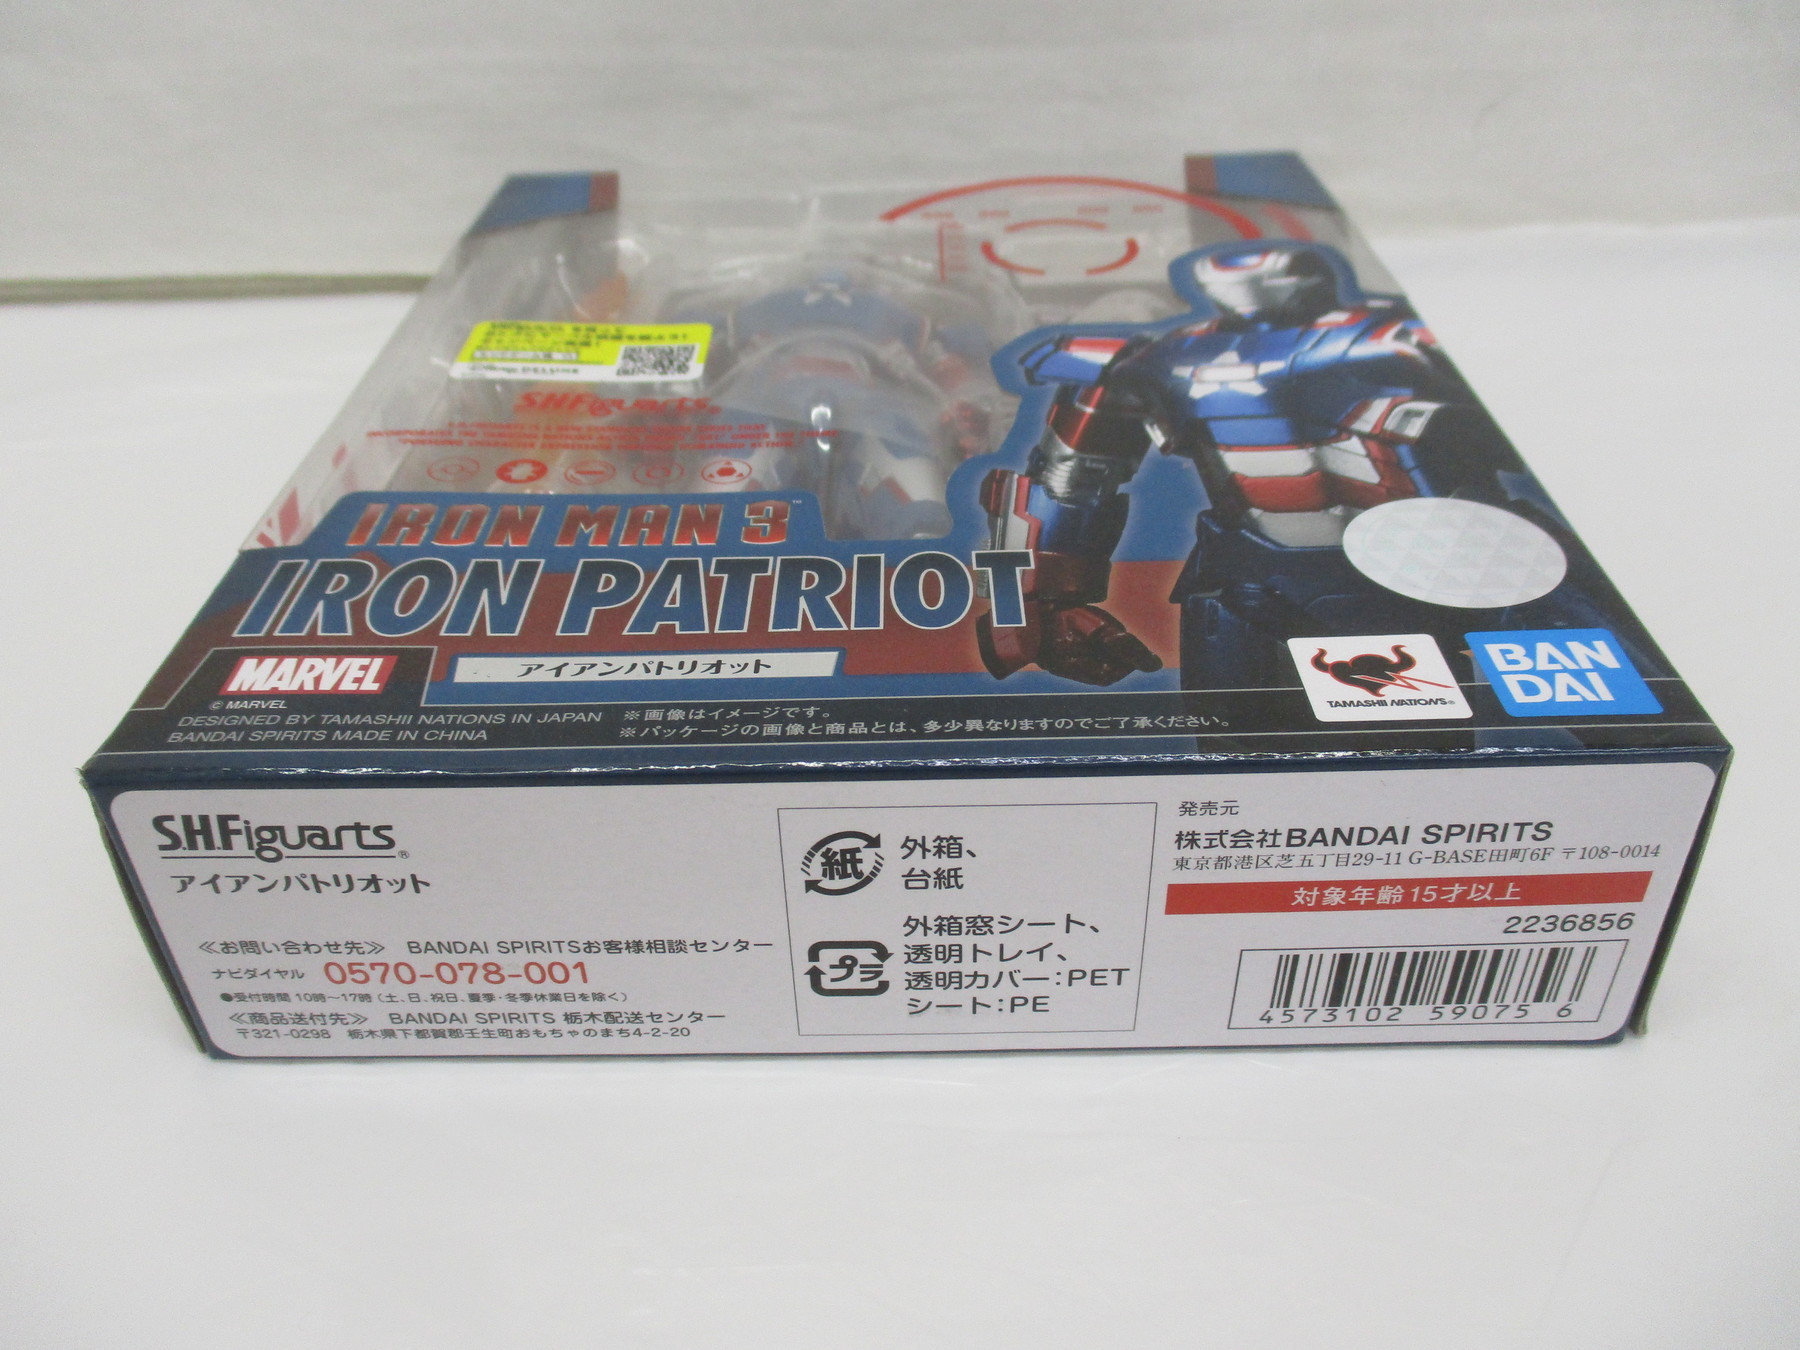 S.H.Figuarts
IRON MAN 3™
IRON PATRIOT
MARVEL
アイアンパトリオット
© MARVEL
DESIGNED BY TAMASHII NATIONS IN JAPAN
BANDAI SPIRITS MADE IN CHINA
※画像はイメージです。
※パッケージの画像と商品とは、多少異なりますのでご了承ください。
TAMASHII NATIONS®
BAN
DAI
S.H.Figuarts®
アイアンパトリオット
≪お問い合わせ先≫ BANDAI SPIRITSお客様相談センター
ナビダイヤル 0570-078-001
●受付時間 10時～17時(土、日、祝日、夏季・冬季休業日を除く)
≪商品送付先≫ BANDAI SPIRITS 栃木配送センター
〒321-0298 栃木県下都賀郡壬生町おもちゃのまち4-2-20
紙
外箱、
台紙
プラ
外箱窓シート、
透明トレイ、
透明カバー:PET
シート:PE
発売元
株式会社BANDAI SPIRITS
東京都港区芝五丁目29-11 G-BASE田町6F 〒108-0014
対象年齢15才以上
2236856
4573102 59075 6